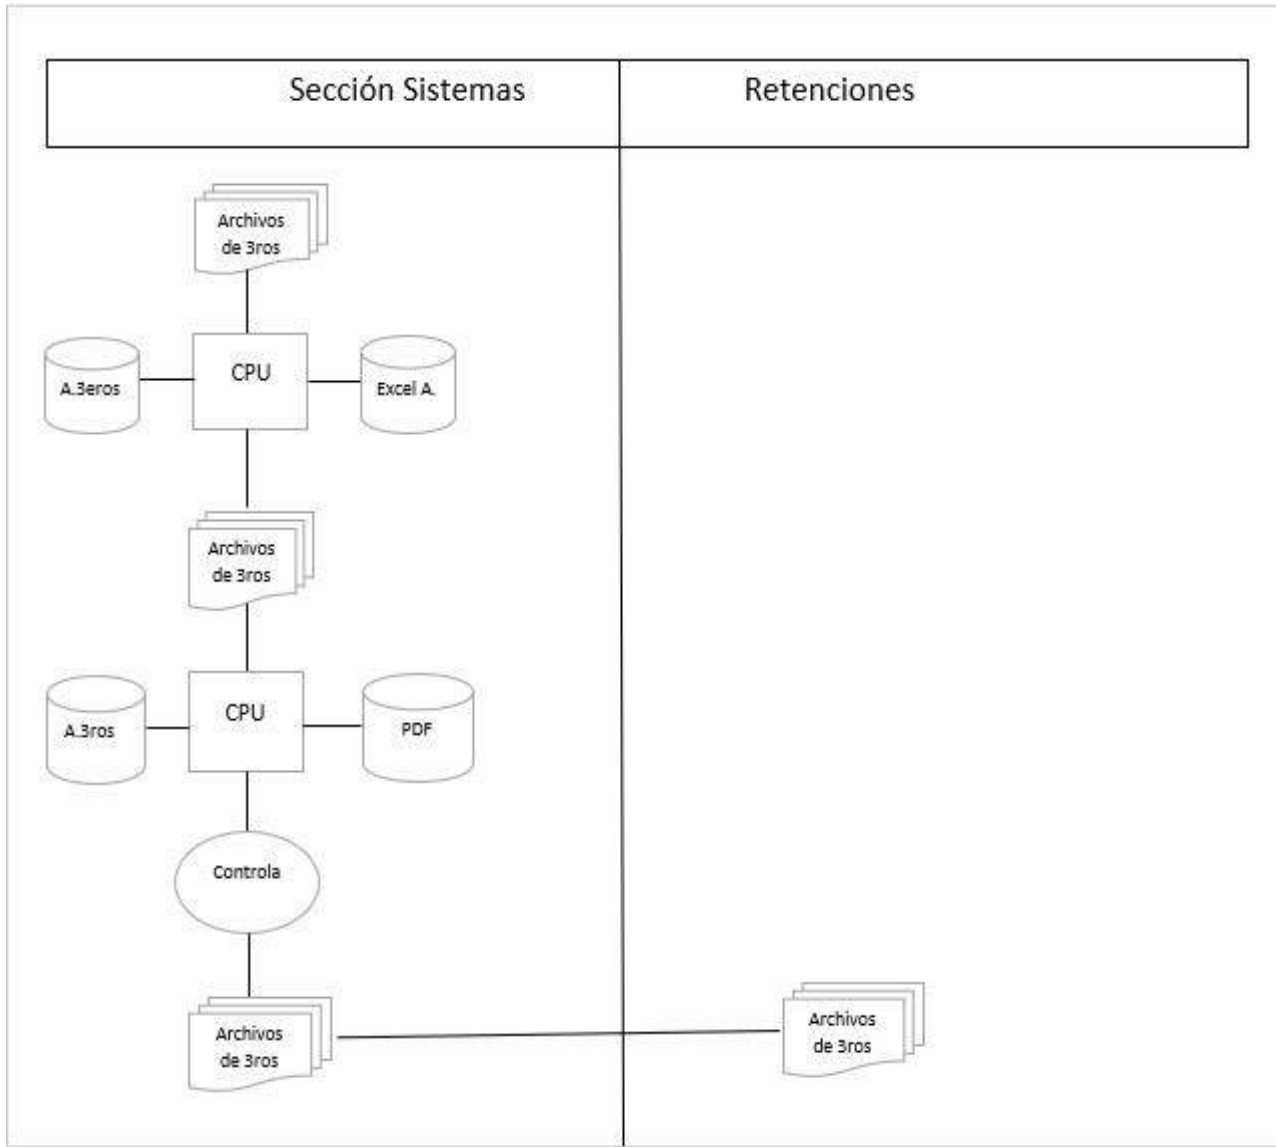 Sección Sistemas
Retenciones
Archivos
de 3ros
A.3eros
CPU
Excel A.
Archivos
de 3ros
A.3ros
CPU
PDF
Controla
Archivos
de 3ros
Archivos
de 3ros